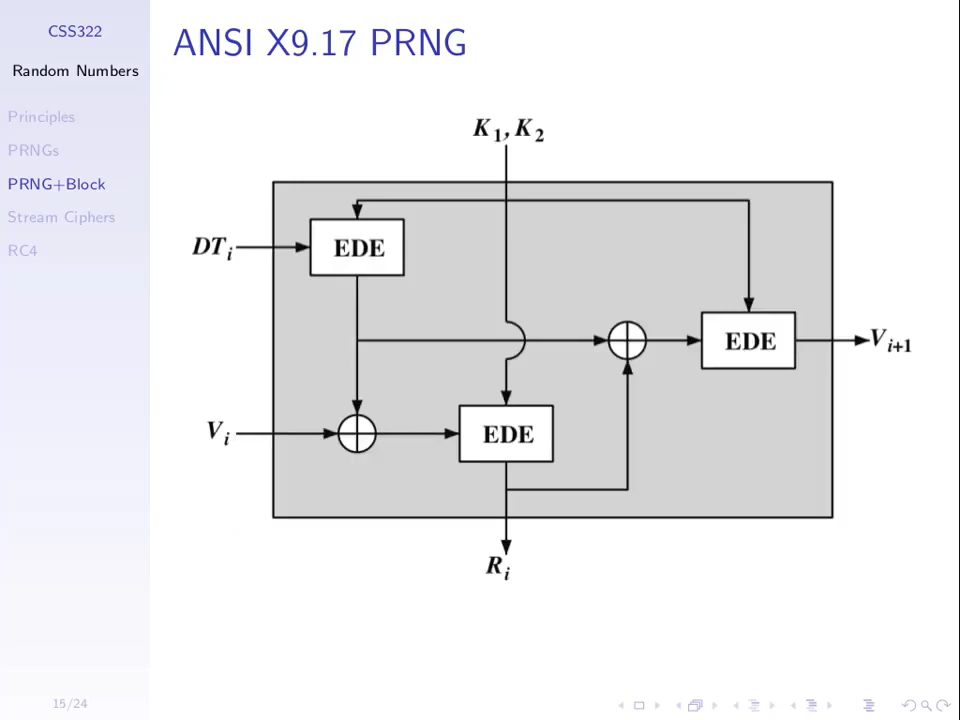 CSS322
Random Numbers
Principles
PRNGs
PRNG+Block
Stream Ciphers
RC4
15/24
ANSI X9.17 PRNG
K1, K2
DTi
EDE
EDE
Vi+1
Vi
EDE
Ri